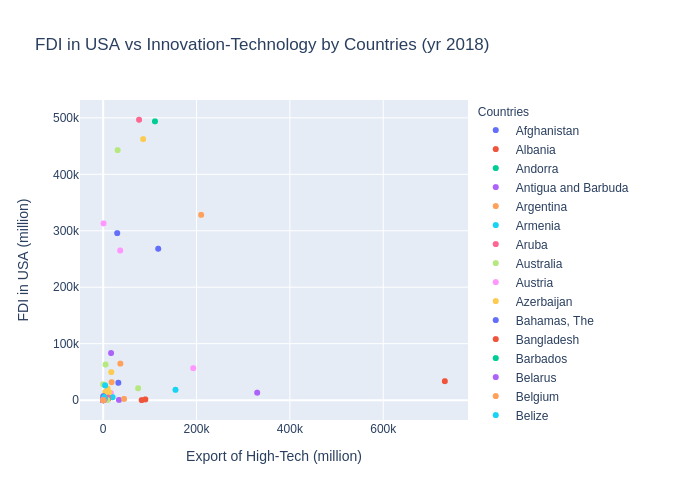 FDI in USA vs Innovation-Technology by Countries (yr 2018)
Countries
Afghanistan
Albania
Andorra
Antigua and Barbuda
Argentina
Armenia
Aruba
Australia
Austria
Azerbaijan
Bahamas, The
Bangladesh
Barbados
Belarus
Belgium
Belize
500k
400k
300k
200k
100k
0
FDI in USA (million)
0 200k 400k 600k
Export of High-Tech (million)